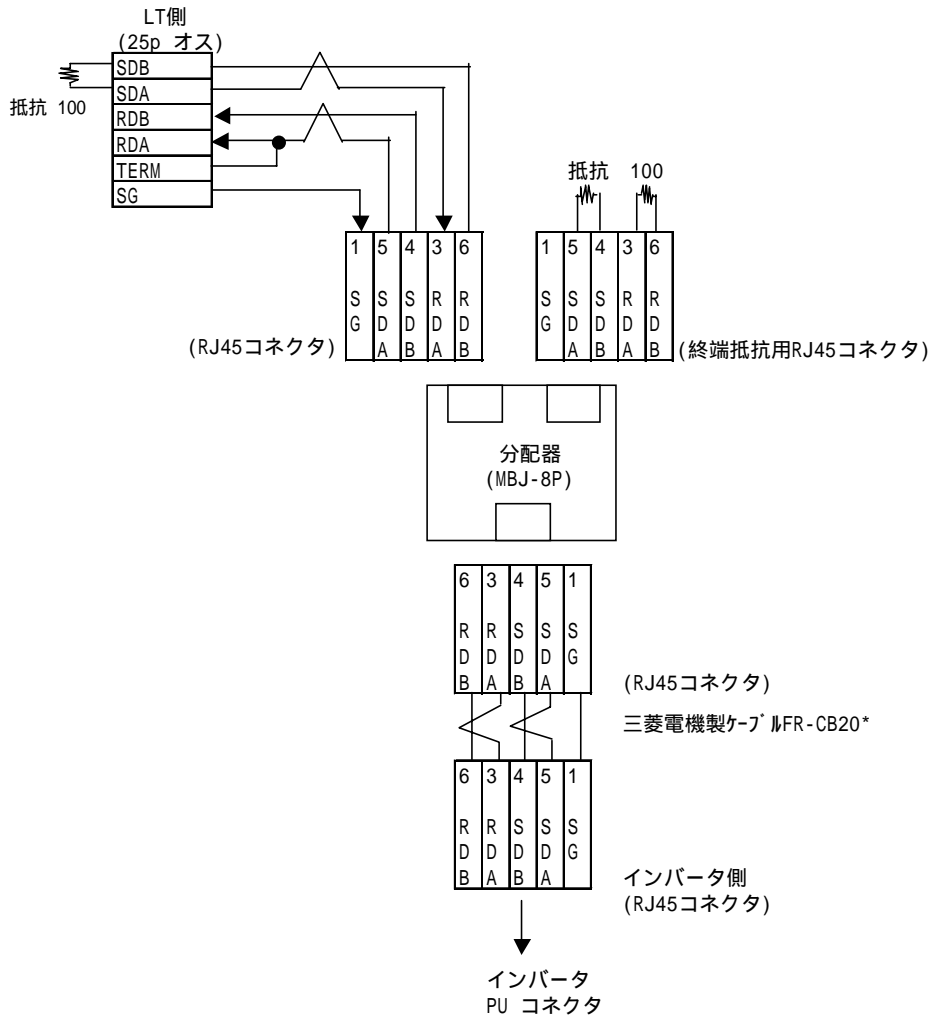 LT側
(25p オス)
SDB
SDA
RDB
RDA
TERM
SG
抵抗 100
抵抗 100
1 5 4 3 6
SG SDA SDB RDA RDB
(RJ45コネクタ)
1 5 4 3 6
SG SDA SDB RDA RDB
(終端抵抗用RJ45コネクタ)
分配器
(MBJ-8P)
6 3 4 5 1
RDB RDA SDB SDA SG
(RJ45コネクタ)
三菱電機製ｹｰﾌﾞﾙFR-CB20*
6 3 4 5 1
RDB RDA SDB SDA SG
インバータ側
(RJ45コネクタ)
インバータ
PU コネクタ